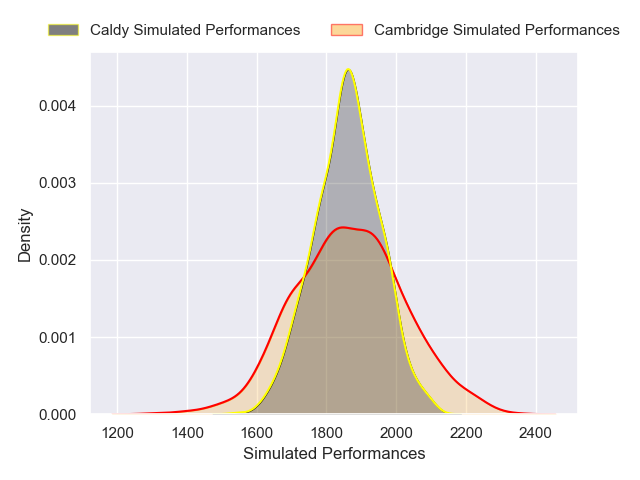 Caldy Simulated Performances Cambridge Simulated Performances
0.004
0.003
0.002
0.001
0.000
Density
1200 1400 1600 1800 2000 2200 2400
Simulated Performances